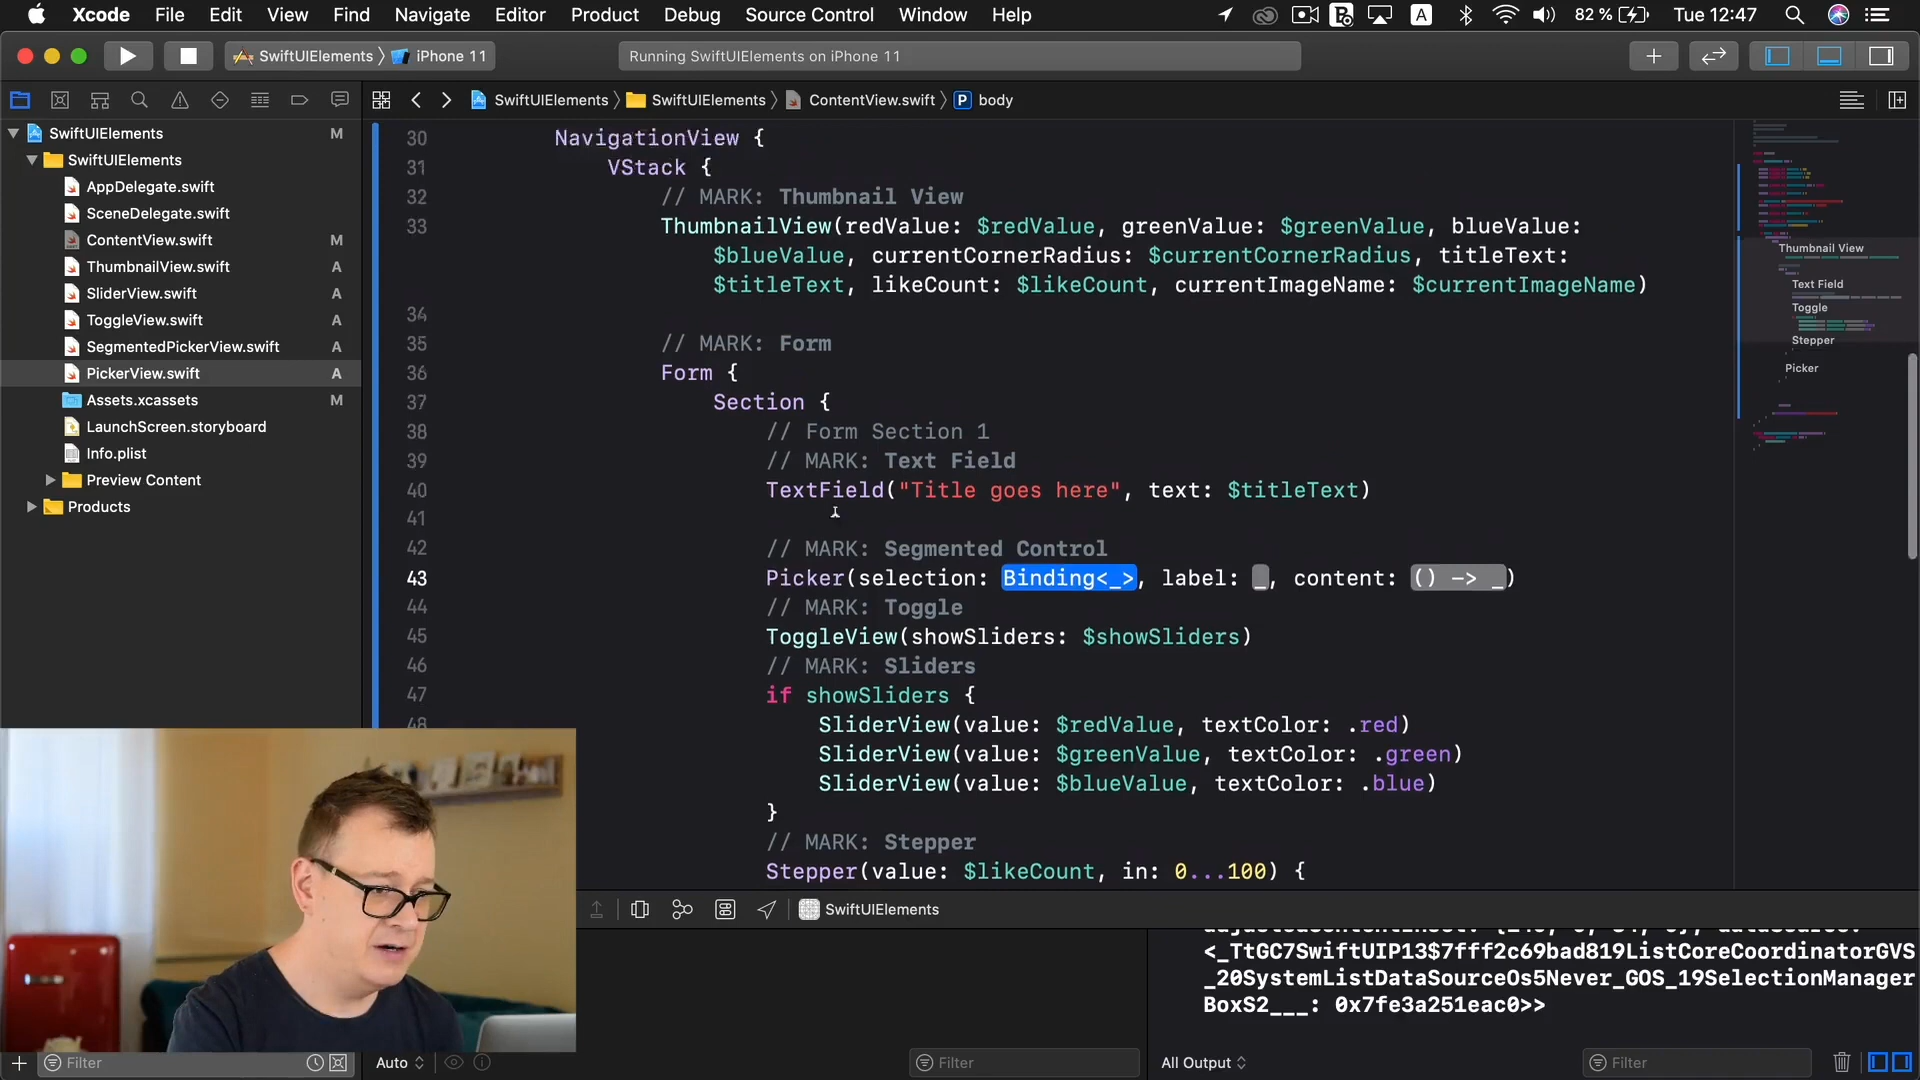 Xcode File Edit View Find Navigate Editor Product Debug Source Control Window Help A 82 % Tue 12:47
SwiftUIElements iPhone 11 Running SwiftUIElements on iPhone 11
SwiftUIElements SwiftUIElements ContentView.swift P body
SwiftUIElements M
SwiftUIElements
AppDelegate.swift
SceneDelegate.swift
ContentView.swift M
ThumbnailView.swift A
SliderView.swift A
ToggleView.swift A
SegmentedPickerView.swift A
PickerView.swift A
Assets.xcassets M
LaunchScreen.storyboard
Info.plist
Preview Content
Products
Filter
30 NavigationView {
31 VStack {
32 // MARK: Thumbnail View
33 ThumbnailView(redValue: $redValue, greenValue: $greenValue, blueValue:
$blueValue, currentCornerRadius: $currentCornerRadius, titleText:
$titleText, likeCount: $likeCount, currentImageName: $currentImageName)
34
35 // MARK: Form
36 Form {
37 Section {
38 // Form Section 1
39 // MARK: Text Field
40 TextField("Title goes here", text: $titleText)
41
42 // MARK: Segmented Control
43 Picker(selection: Binding<_>, label: _, content: () -> _)
44 // MARK: Toggle
45 ToggleView(showSliders: $showSliders)
46 // MARK: Sliders
47 if showSliders {
48 SliderView(value: $redValue, textColor: .red)
SliderView(value: $greenValue, textColor: .green)
SliderView(value: $blueValue, textColor: .blue)
}
// MARK: Stepper
Stepper(value: $likeCount, in: 0...100) {
Thumbnail View
Text Field
Toggle
Stepper
Picker
SwiftUIElements
<_TtGC7SwiftUIP13$7fff2c69bad819ListCoreCoordinatorGVS
_20SystemListDataSourceOs5Never_GOS_19SelectionManager
BoxS2___: 0x7fe3a251eac0>>
Auto Filter All Output Filter